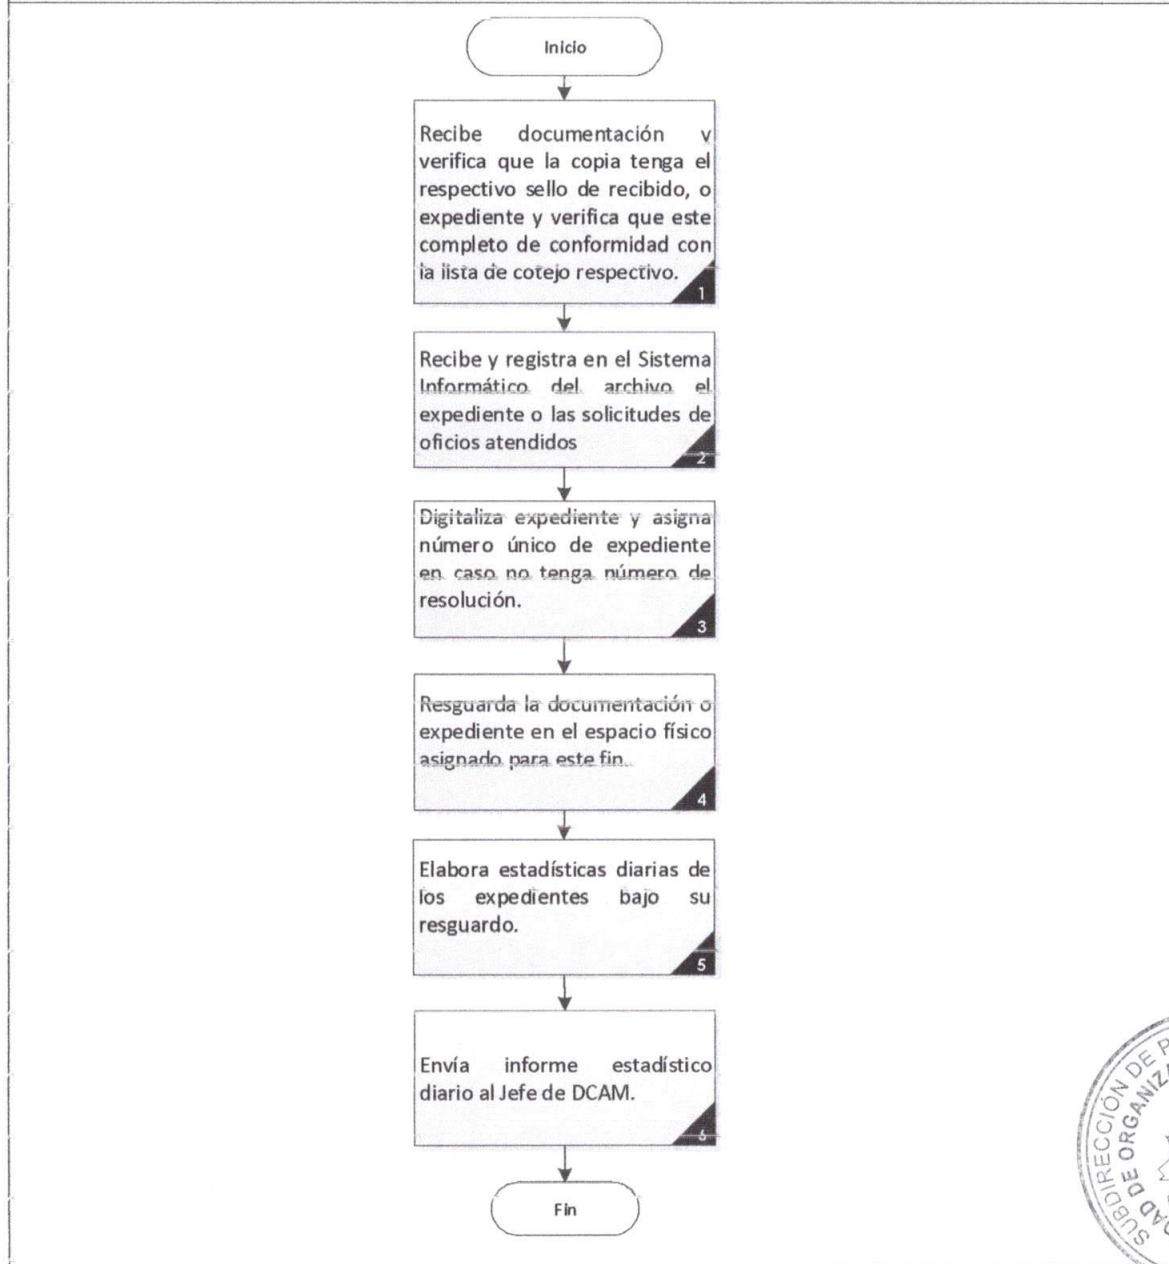 Inicio
Recibe documentación y
verifica que la copia tenga el
respectivo sello de recibido, o
expediente y verifica que este
completo de conformidad con
la lista de cotejo respectivo.
1
Recibe y registra en el Sistema
Informático del archivo el
expediente o las solicitudes de
oficios atendidos
2
Digitaliza expediente y asigna
número único de expediente
en caso no tenga número de
resolución.
3
Resguarda la documentación o
expediente en el espacio físico
asignado para este fin.
4
Elabora estadísticas diarias de
los expedientes bajo su
resguardo.
5
Envía informe estadístico
diario al Jefe de DCAM.
6
Fin
SUBDIRECCIÓN DE
DE